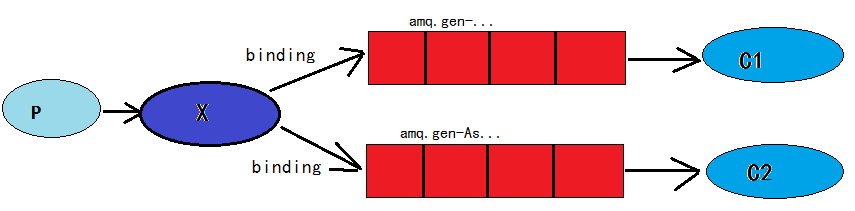 amq.gen-...
binding
C1
P
X
amq.gen-As...
binding
C2